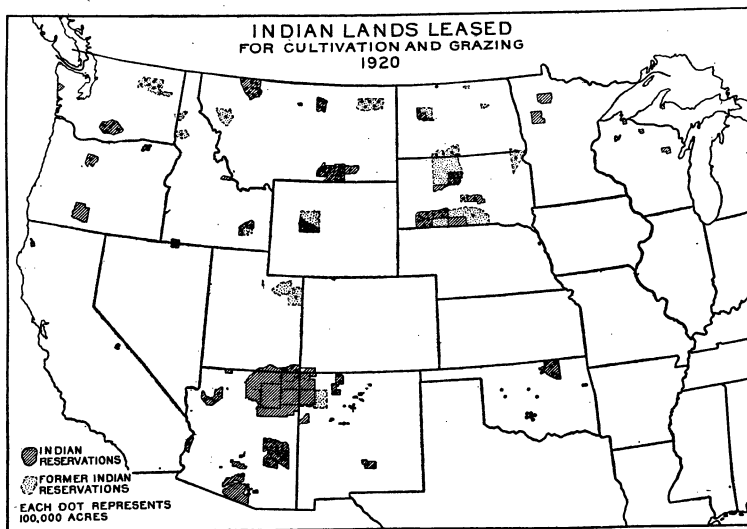 INDIAN LANDS LEASED
FOR CULTIVATION AND GRAZING
1920
INDIAN
RESERVATIONS
FORMER INDIAN
RESERVATIONS
EACH DOT REPRESENTS
100,000 ACRES